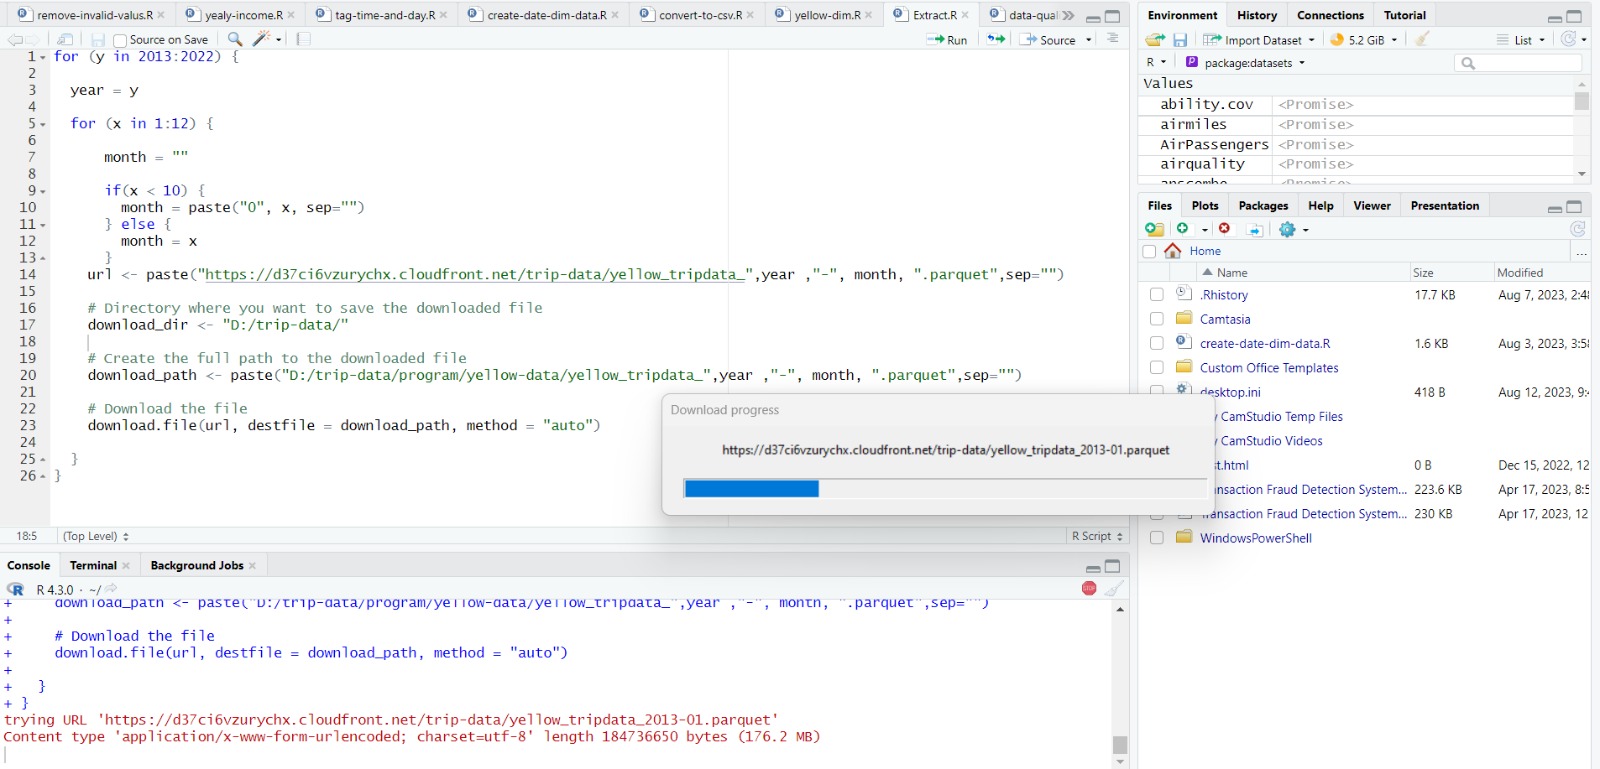 remove-invalid-valus.R
yealy-income.R
tag-time-and-day.R
create-date-dim-data.R
convert-to-csv.R
yellow-dim.R
Extract.R
data-qual
Source on Save
Run
Source
1 for (y in 2013:2022) {
2
3 year = y
4
5 for (x in 1:12) {
6
7 month = ""
8
9 if(x < 10) {
10 month = paste("0", x, sep="")
11 } else {
12 month = x
13 }
14 url <- paste("https://d37ci6vzurychx.cloudfront.net/trip-data/yellow_tripdata_",year ,"-", month, ".parquet",sep="")
15
16 # Directory where you want to save the downloaded file
17 download_dir <- "D:/trip-data/"
18
19 # Create the full path to the downloaded file
20 download_path <- paste("D:/trip-data/program/yellow-data/yellow_tripdata_",year ,"-", month, ".parquet",sep="")
21
22 # Download the file
23 download.file(url, destfile = download_path, method = "auto")
24
25 }
26 }
18:5 (Top Level) R Script
Download progress
https://d37ci6vzurychx.cloudfront.net/trip-data/yellow_tripdata_2013-01.parquet
Console Terminal Background Jobs
R 4.3.0 · ~/
+ download_path <- paste("D:/trip-data/program/yellow-data/yellow_tripdata_",year ,"-", month, ".parquet",sep="")
+
+ # Download the file
+ download.file(url, destfile = download_path, method = "auto")
+
+ }
+ }
trying URL 'https://d37ci6vzurychx.cloudfront.net/trip-data/yellow_tripdata_2013-01.parquet'
Content type 'application/x-www-form-urlencoded; charset=utf-8' length 184736650 bytes (176.2 MB)
Environment History Connections Tutorial
Import Dataset 5.2 GiB List
R package:datasets
Values
ability.cov <Promise>
airmiles <Promise>
AirPassengers <Promise>
airquality <Promise>
anscombe <Promise>
Files Plots Packages Help Viewer Presentation
Home ...
Name Size Modified
.Rhistory 17.7 KB Aug 7, 2023, 2:48
Camtasia
create-date-dim-data.R 1.6 KB Aug 3, 2023, 3:58
Custom Office Templates
desktop.ini 418 B Aug 12, 2023, 9:4
y CamStudio Temp Files
y CamStudio Videos
st.html 0 B Dec 15, 2022, 12
ansaction Fraud Detection System... 223.6 KB Apr 17, 2023, 8:5
ansaction Fraud Detection System... 230 KB Apr 17, 2023, 12
WindowsPowerShell